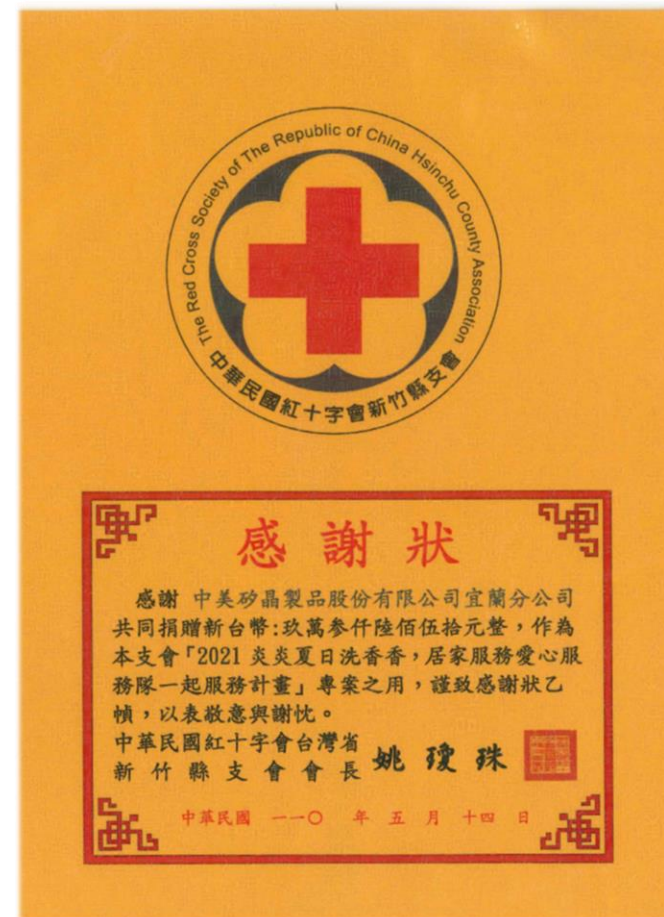 The Red Cross Society of The Republic of China Hsinchu County Association
中華民國紅十字會新竹縣支會
感謝狀
感謝 中美矽晶製品股份有限公司宜蘭分公司
共同捐贈新台幣:玖萬参仟陸佰伍拾元整，作為
本支會「2021 炎炎夏日洗香香，居家服務愛心服
務隊一起服務計畫」專案之用，謹致感謝狀乙
幀，以表敬意與謝忱。
中華民國紅十字會台灣省
新竹縣支會會長 姚瓊珠
中華民國 一一○ 年 五 月 十四 日